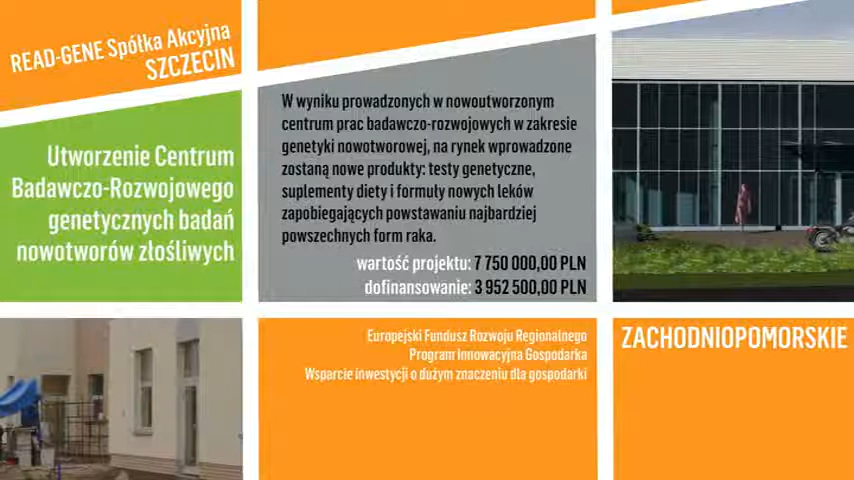 READ-GENE Spółka Akcyjna
SZCZECIN
Utworzenie Centrum
Badawczo-Rozwojowego
genetycznych badań
nowotworów złośliwych
W wyniku prowadzonych w nowoutworzonym
centrum prac badawczo-rozwojowych w zakresie
genetyki nowotworowej, na rynek wprowadzone
zostaną nowe produkty: testy genetyczne,
suplementy diety i formuły nowych leków
zapobiegających powstawaniu najbardziej
powszechnych form raka.
wartość projektu: 7 750 000,00 PLN
dofinansowanie: 3 952 500,00 PLN
Europejski Fundusz Rozwoju Regionalnego
Program Innowacyjna Gospodarka
Wsparcie inwestycji o dużym znaczeniu dla gospodarki
ZACHODNIOPOMORSKIE